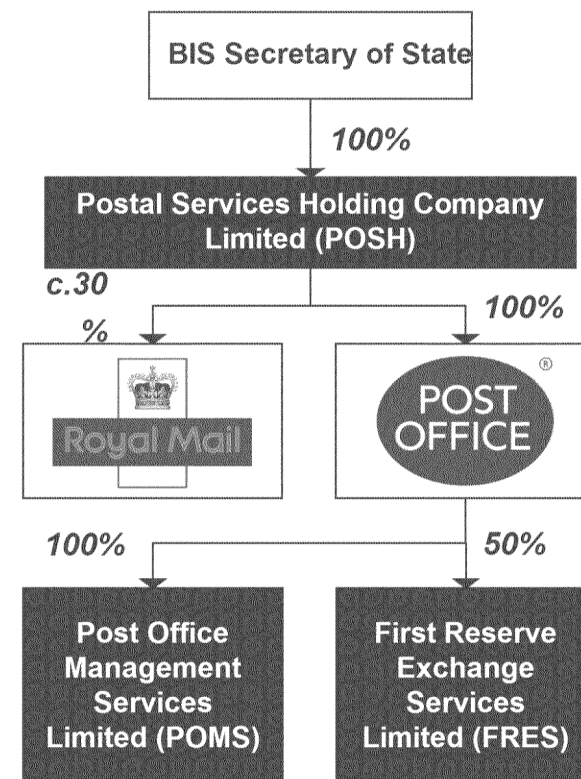 BIS Secretary of State
100%
Postal Services Holding Company
Limited (POSH)
c.30
%
100%
Royal Mail
®
POST
OFFICE
100%
50%
Post Office
Management
Services
Limited (POMS)
First Reserve
Exchange
Services
Limited (FRES)